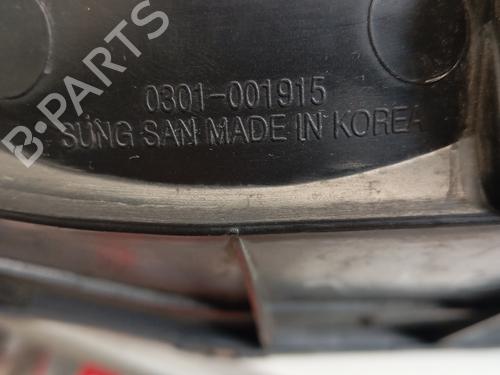 B-PARTS
0301-001915
SUNG SAN MADE IN KOREA